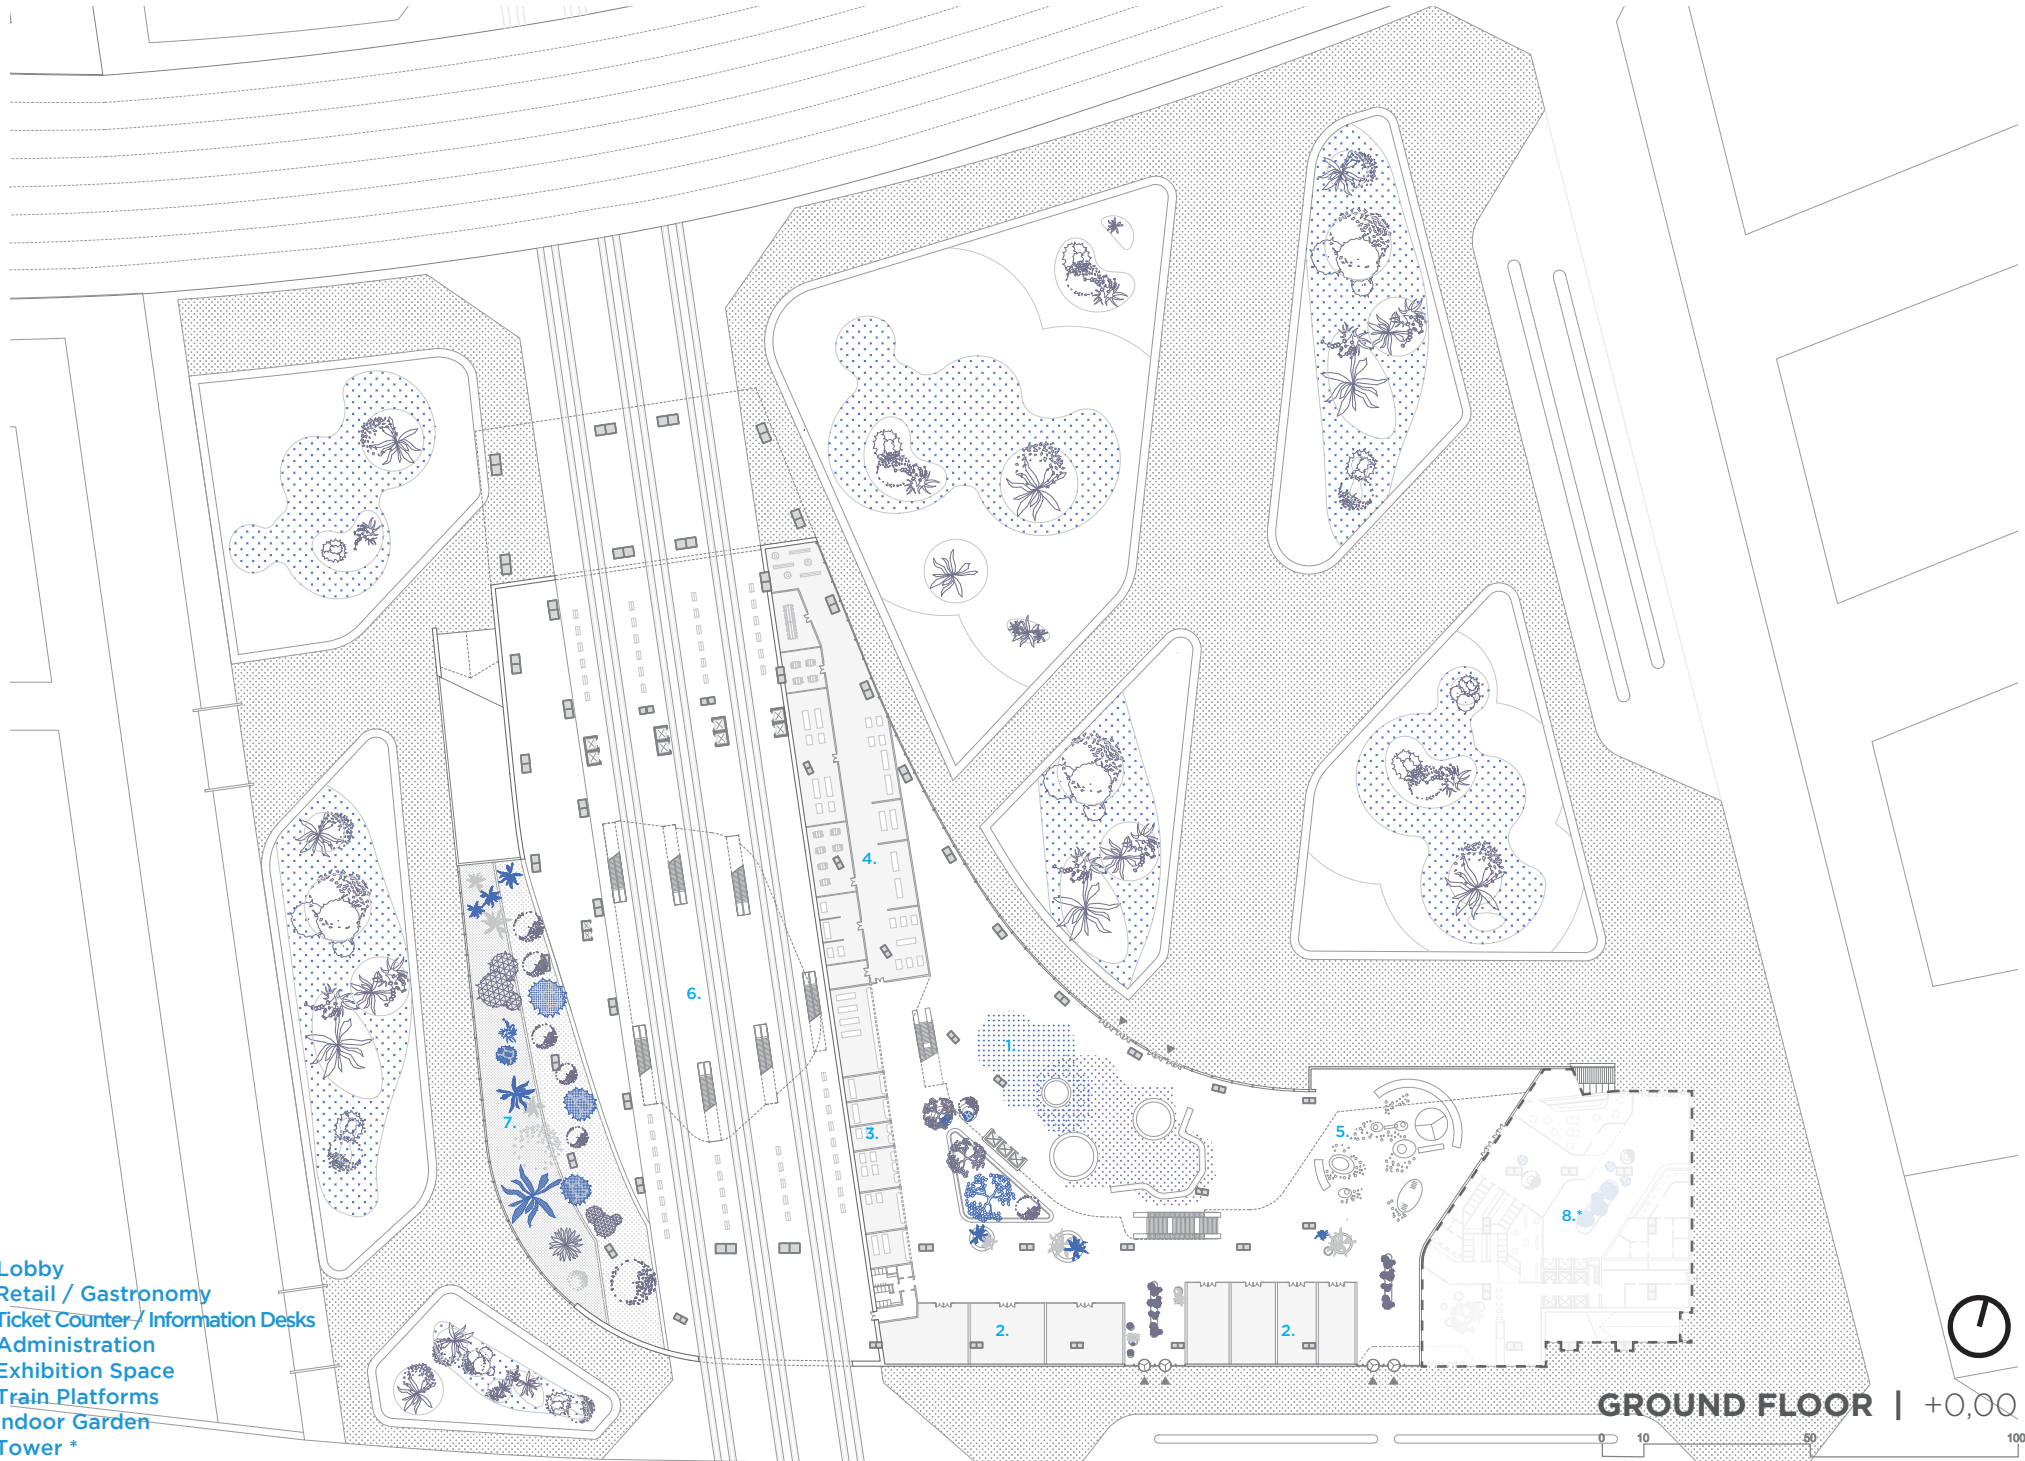 4.
6.
1.
7.
3.
5.
8.*
2.
2.
Lobby
Retail / Gastronomy
Ticket Counter / Information Desks
Administration
Exhibition Space
Train Platforms
Indoor Garden
Tower *
GROUND FLOOR | +0,00
0 10 50 100